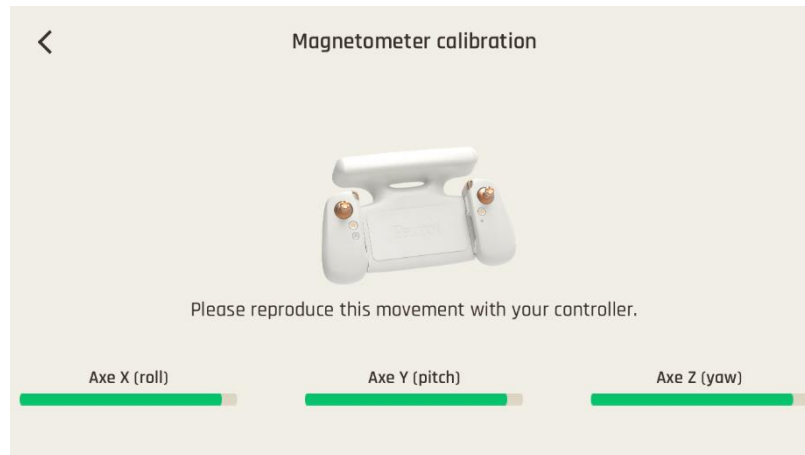 Magnetometer calibration
Please reproduce this movement with your controller.
Axe X (roll)
Axe Y (pitch)
Axe Z (yaw)